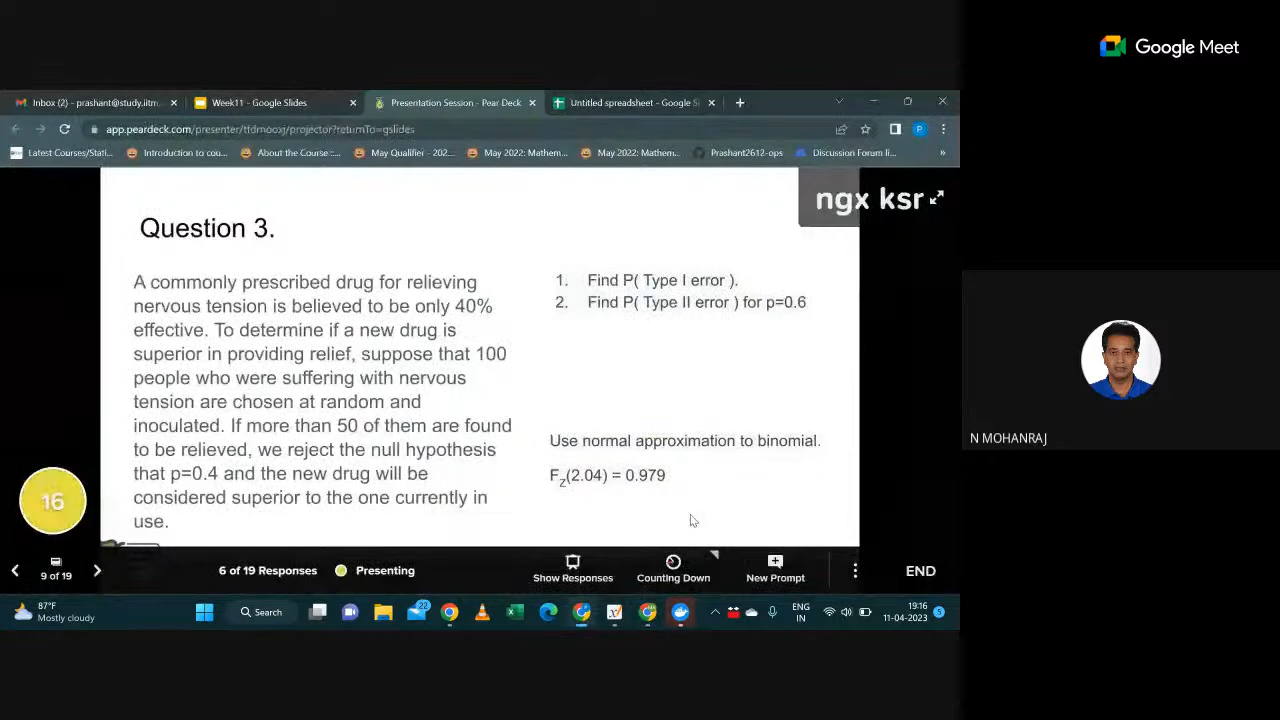 Google Meet
Inbox (2) - prashant@study.iitm
Week11 - Google Slides
Presentation Session - Pear Deck
Untitled spreadsheet - Google S
app.peardeck.com/presenter/tfdmooxj/projector?returnTo=gslides
Latest Courses/Stati...
Introduction to cou...
About the Course ::...
May Qualifier - 202...
May 2022: Mathem...
May 2022: Mathem...
Prashant2612-ops
Discussion Forum li...
»
ngx ksr
Question 3.
A commonly prescribed drug for relieving
nervous tension is believed to be only 40%
effective. To determine if a new drug is
superior in providing relief, suppose that 100
people who were suffering with nervous
tension are chosen at random and
inoculated. If more than 50 of them are found
to be relieved, we reject the null hypothesis
that p=0.4 and the new drug will be
considered superior to the one currently in
use.
1. Find P( Type I error ).
2. Find P( Type II error ) for p=0.6
Use normal approximation to binomial.
F_Z(2.04) = 0.979
16
N MOHANRAJ
9 of 19
6 of 19 Responses
Presenting
Show Responses
Counting Down
New Prompt
END
87°F
Mostly cloudy
Search
22
ENG
IN
19:16
11-04-2023
5